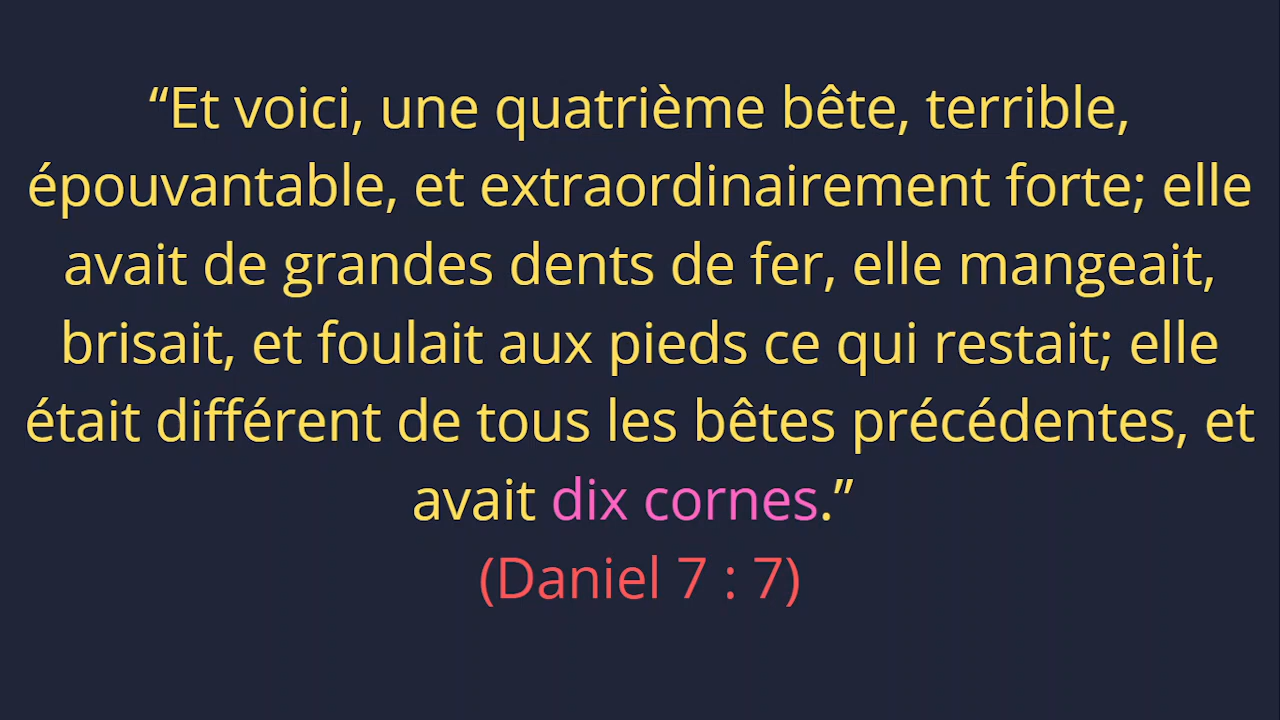 “Et voici, une quatrième bête, terrible,
épouvantable, et extraordinairement forte; elle
avait de grandes dents de fer, elle mangeait,
brisait, et foulait aux pieds ce qui restait; elle
était différent de tous les bêtes précédentes, et
avait dix cornes.”
(Daniel 7 : 7)